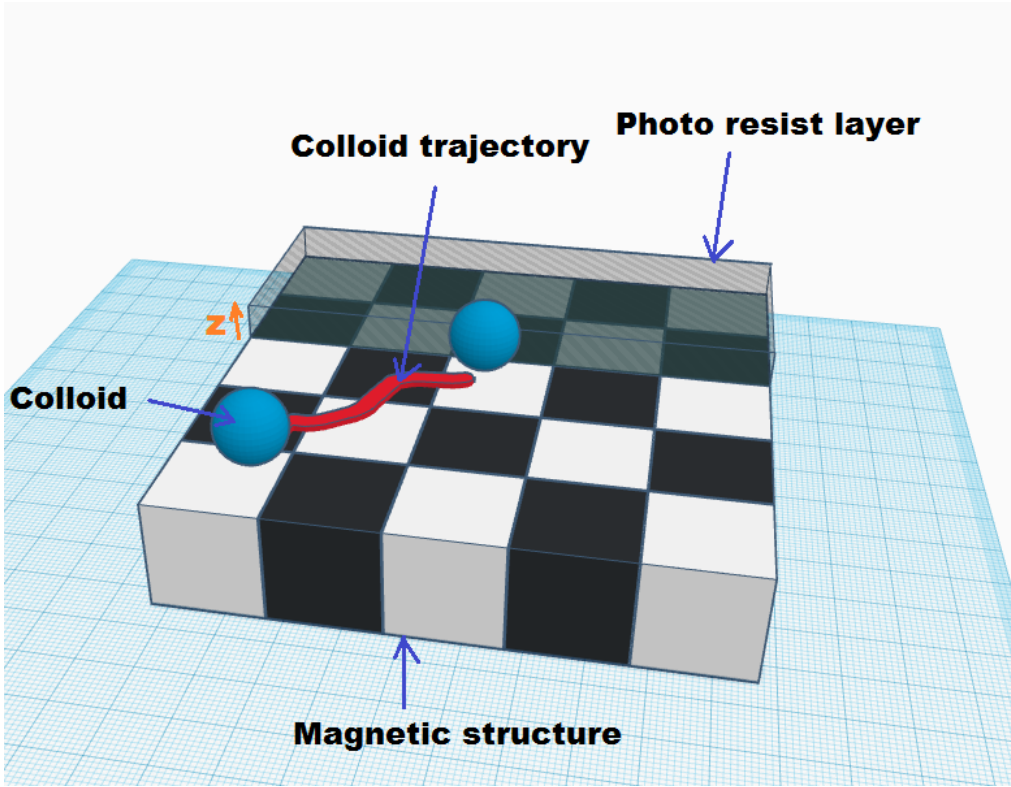 Photo resist layer
Colloid trajectory
z
Colloid
Magnetic structure